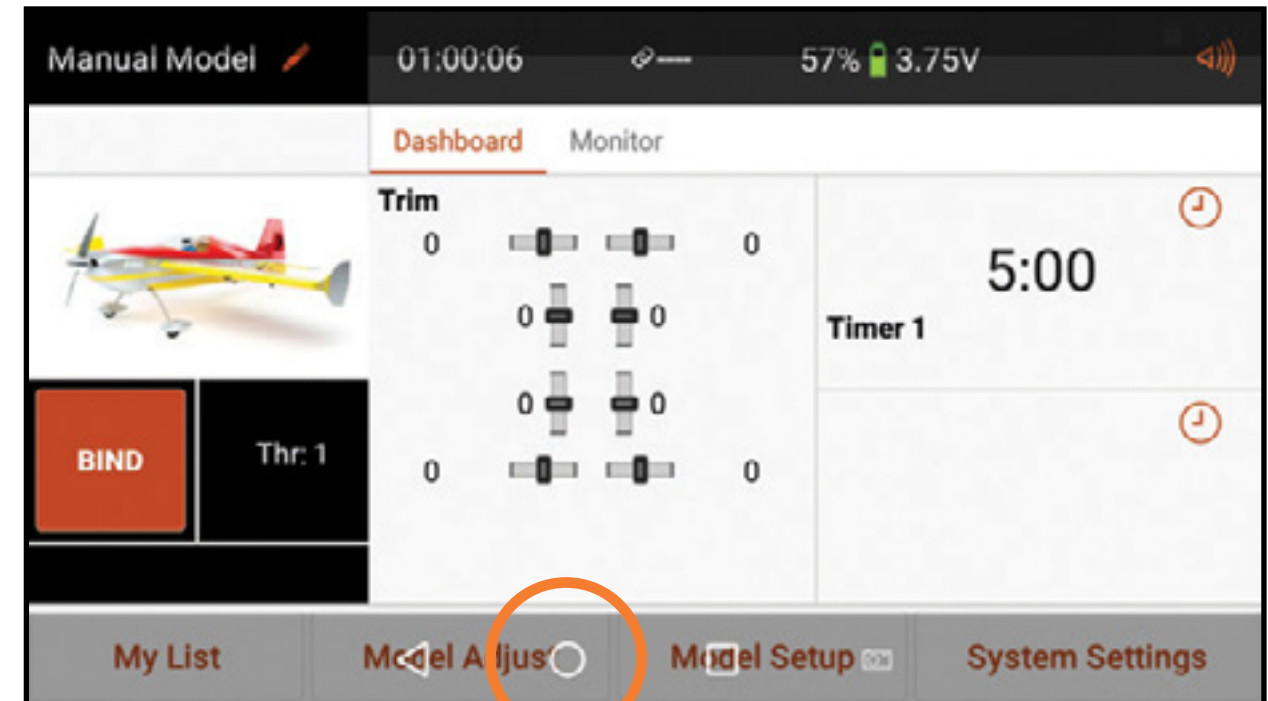 Manual Model 01:00:06 ---- 57% 3.75V
Dashboard Monitor
Trim
0 0
5:00
0 0
Timer 1
0 0
BIND Thr: 1
0 0
My List Model Adjust Model Setup System Settings